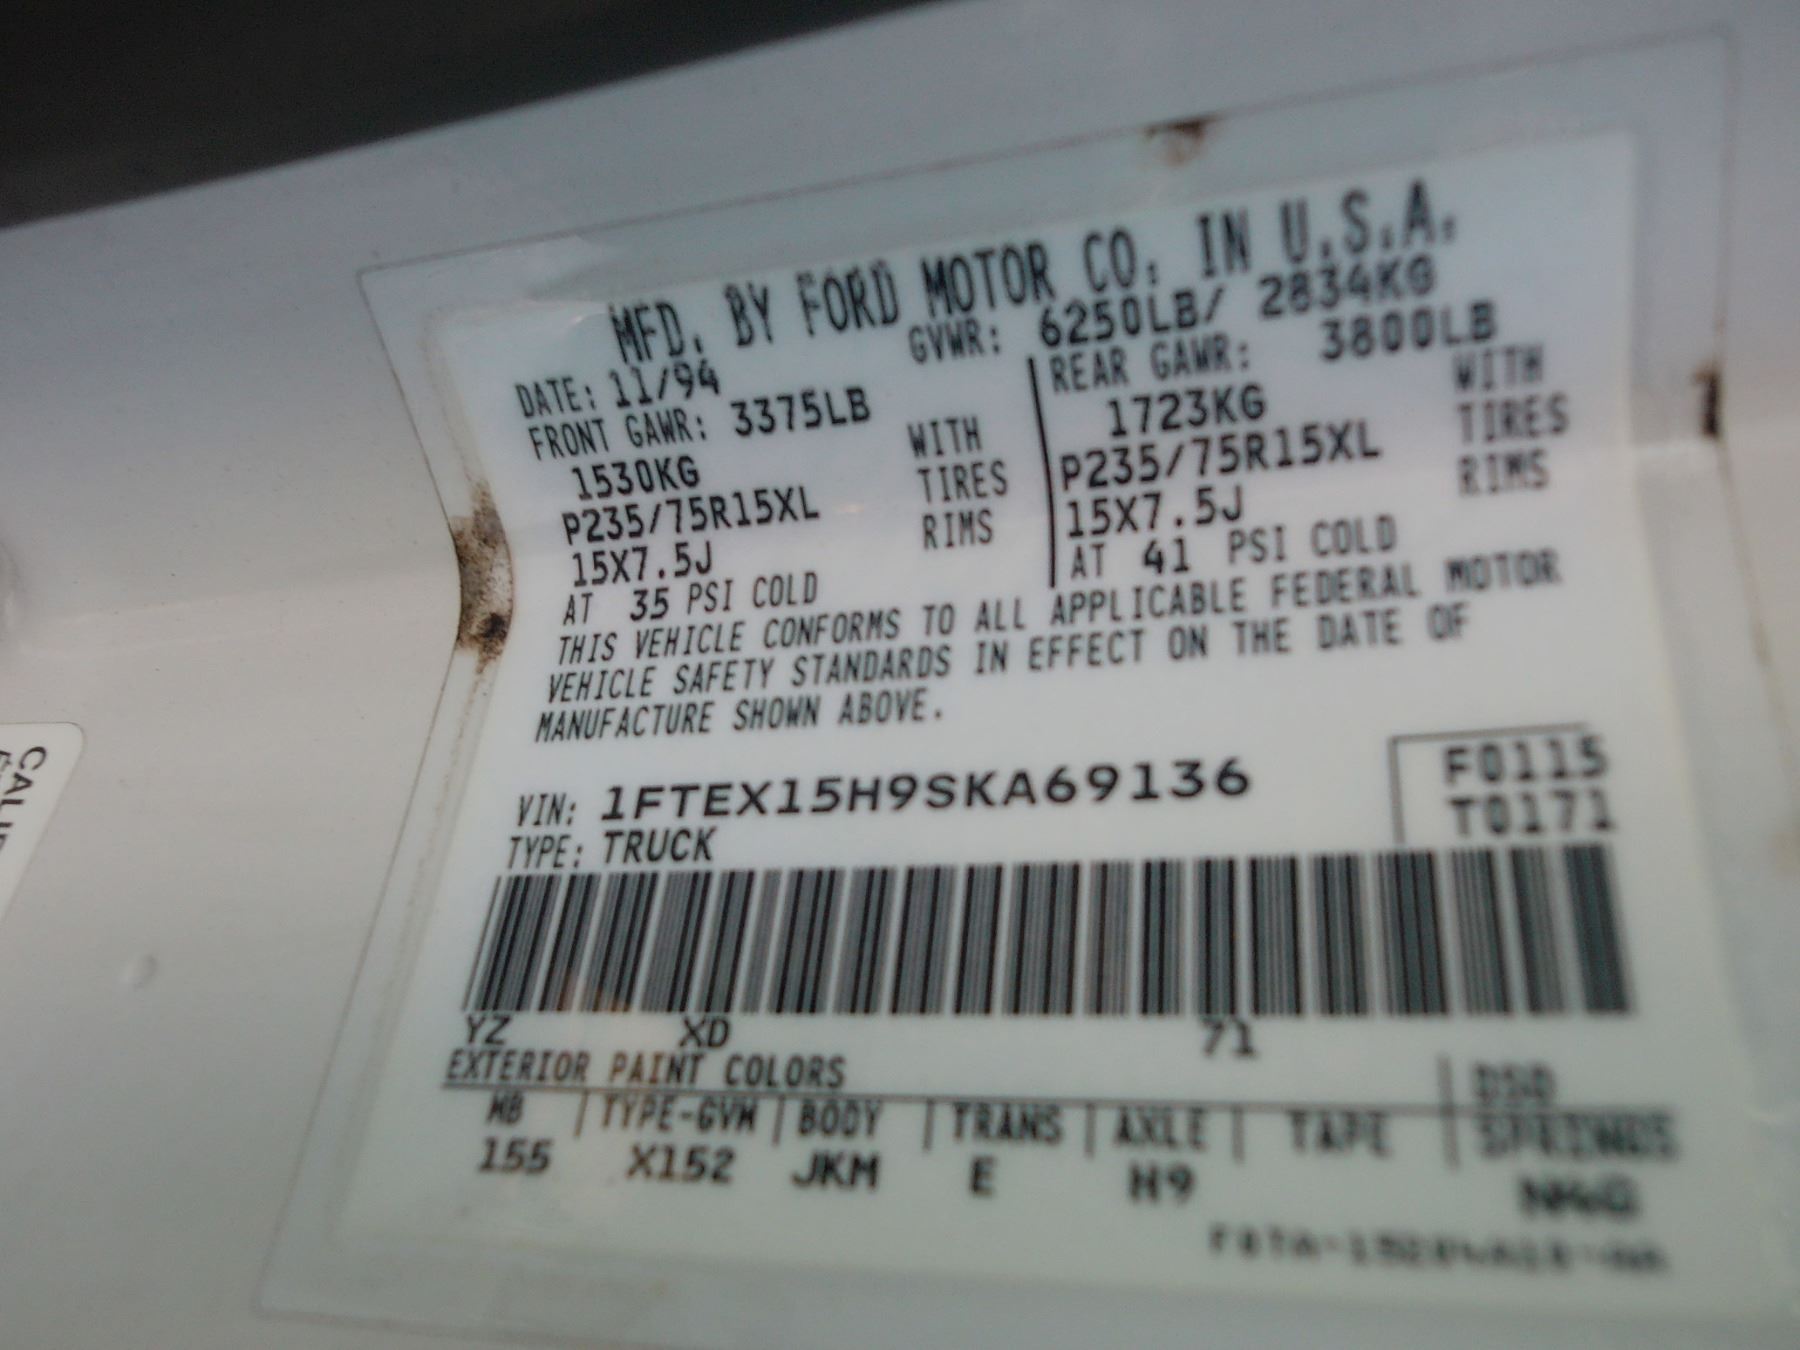 MFD. BY FORD MOTOR CO. IN U.S.A.
DATE: 11/94 GVWR: 6250LB/ 2834KG
FRONT GAWR: 3375LB REAR GAWR: 3800LB
1530KG WITH 1723KG WITH
P235/75R15XL TIRES P235/75R15XL TIRES
15X7.5J RIMS 15X7.5J RIMS
AT 35 PSI COLD AT 41 PSI COLD
THIS VEHICLE CONFORMS TO ALL APPLICABLE FEDERAL MOTOR
VEHICLE SAFETY STANDARDS IN EFFECT ON THE DATE OF
MANUFACTURE SHOWN ABOVE.
VIN: 1FTEX15H9SKA69136 F0115
TYPE: TRUCK T0171
YZ XD 71
EXTERIOR PAINT COLORS DSO
WB TYPE-GVW BODY TRANS AXLE TAPE SPRINGS
155 X152 JKM E H9